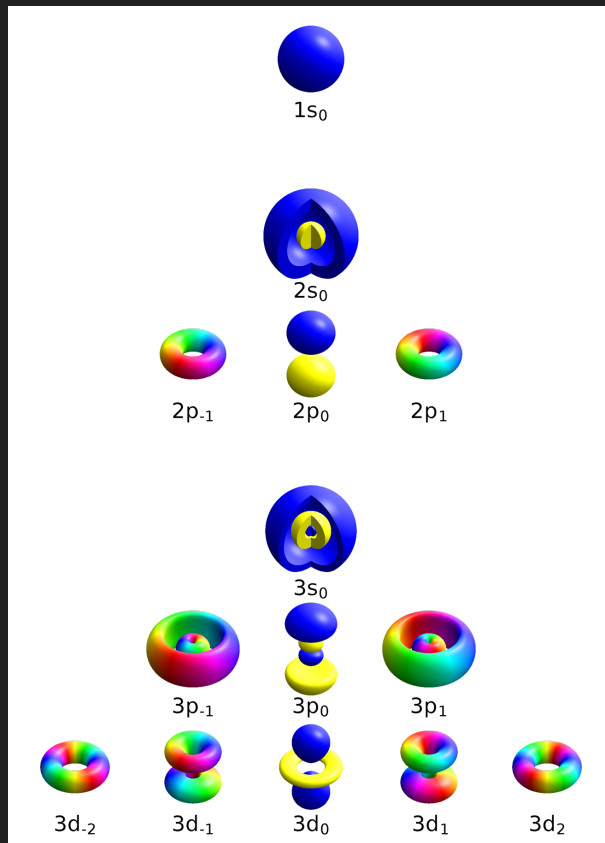 1s₀
2s₀
2p₋₁ 2p₀ 2p₁
3s₀
3p₋₁ 3p₀ 3p₁
3d₋₂ 3d₋₁ 3d₀ 3d₁ 3d₂